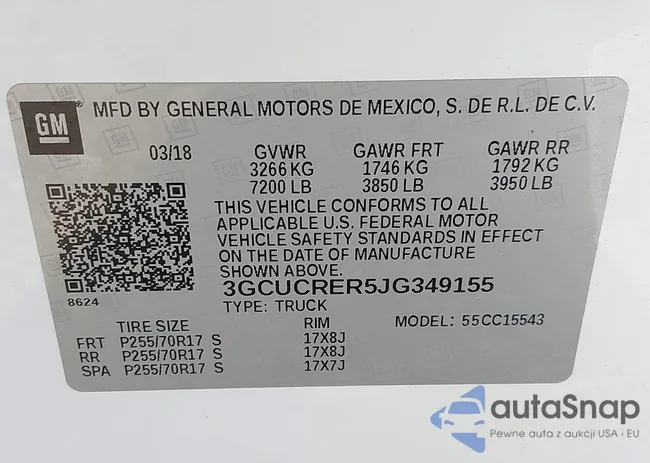 GM
® MFD BY GENERAL MOTORS DE MEXICO, S. DE R.L. DE C.V.
03/18 GVWR GAWR FRT GAWR RR
3266 KG 1746 KG 1792 KG
7200 LB 3850 LB 3950 LB
THIS VEHICLE CONFORMS TO ALL
APPLICABLE U.S. FEDERAL MOTOR
VEHICLE SAFETY STANDARDS IN EFFECT
ON THE DATE OF MANUFACTURE
SHOWN ABOVE.
8624
3GCUCRER5JG349155
TYPE: TRUCK
TIRE SIZE RIM MODEL: 55CC15543
FRT P255/70R17 S 17X8J
RR P255/70R17 S 17X8J
SPA P255/70R17 S 17X7J
autaSnap
Pewne auta z aukcji USA i EU